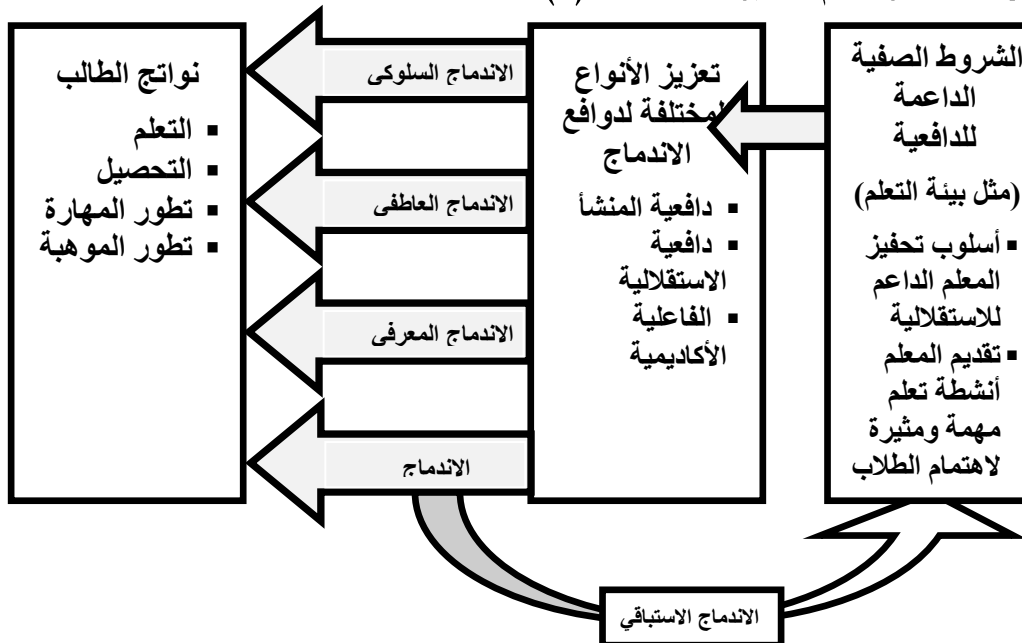 الشروط الصفية
الداعمة
للدافعية
(مثل بيئة التعلم)
▪ أسلوب تحفيز
المعلم الداعم
للاستقلالية
▪ تقديم المعلم
أنشطة تعلم
مهمة ومثيرة
لاهتمام الطلاب
تعزيز الأنواع
لمختلفة لدوافع
الاندماج
▪ دافعية المنشأ
▪ دافعية
الاستقلالية
▪ الفاعلية
الأكاديمية
الاندماج السلوكى
الاندماج العاطفى
الاندماج المعرفى
الاندماج
نواتج الطالب
▪ التعلم
▪ التحصيل
▪ تطور المهارة
▪ تطور الموهبة
الاندماج الاستباقي